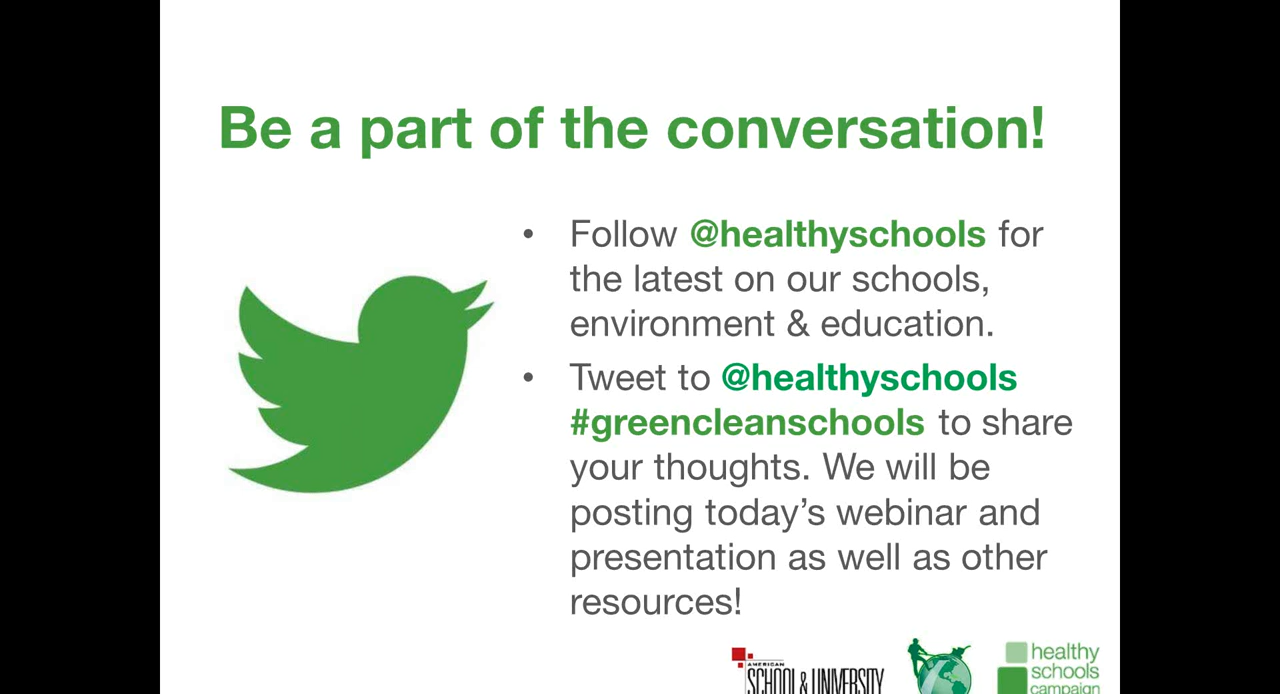 Be a part of the conversation!
• Follow @healthyschools for
the latest on our schools,
environment & education.
• Tweet to @healthyschools
#greencleanschools to share
your thoughts. We will be
posting today’s webinar and
presentation as well as other
resources!
AMERICAN
SCHOOL & UNIVERSITY
healthy
schools
campaign